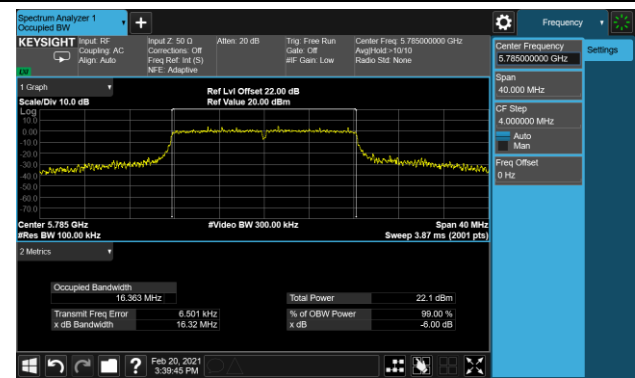 Spectrum Analyzer 1
Occupied BW
Frequency
KEYSIGHT
Input: RF
Coupling: AC
Align: Auto
Input Z: 50 Ω
Corrections: Off
Freq Ref: Int (S)
NFE: Adaptive
Atten: 20 dB
Trig: Free Run
Gate: Off
#IF Gain: Low
Center Freq: 5.785000000 GHz
Avg|Hold:>10/10
Radio Std: None
1 Graph
Scale/Div 10.0 dB
Ref Lvl Offset 22.00 dB
Ref Value 20.00 dBm
Log
10.0
0.00
-10.0
-20.0
-30.0
-40.0
-50.0
-60.0
-70.0
Center 5.785 GHz
#Res BW 100.00 kHz
#Video BW 300.00 kHz
Span 40 MHz
Sweep 3.87 ms (2001 pts)
2 Metrics
Occupied Bandwidth
16.363 MHz
Total Power 22.1 dBm
Transmit Freq Error 6.501 kHz
% of OBW Power 99.00 %
x dB Bandwidth 16.32 MHz
x dB -6.00 dB
Feb 20, 2021
3:39:45 PM
Center Frequency
5.785000000 GHz
Settings
Span
40.000 MHz
CF Step
4.000000 MHz
Auto
Man
Freq Offset
0 Hz